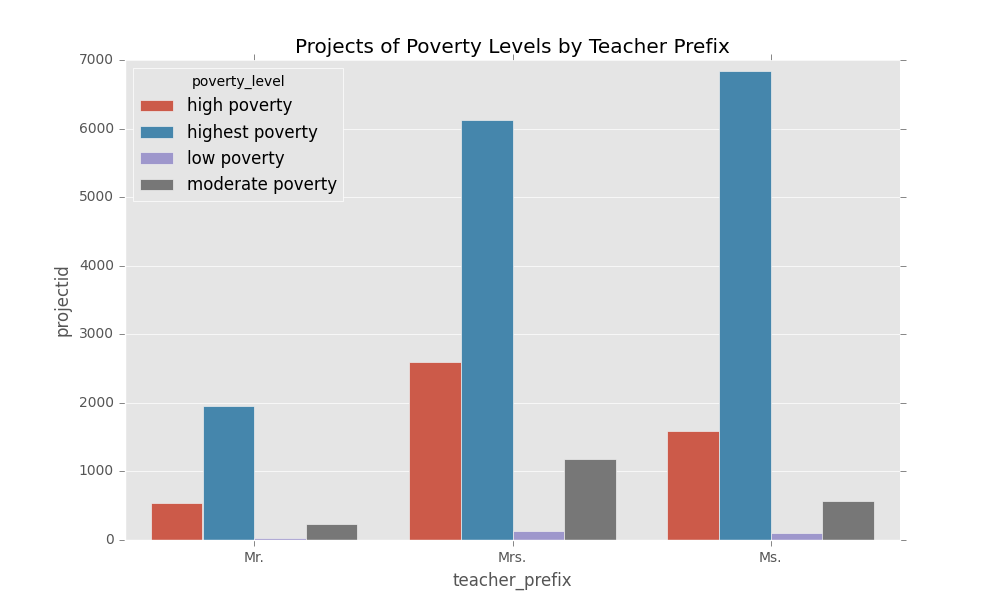 Projects of Poverty Levels by Teacher Prefix
7000
6000
5000
4000
3000
2000
1000
0
projectid
poverty_level
high poverty
highest poverty
low poverty
moderate poverty
Mr.
Mrs.
Ms.
teacher_prefix